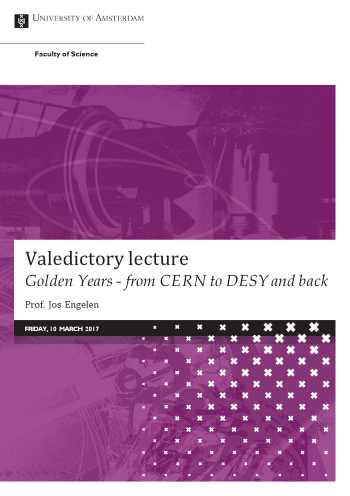 University of Amsterdam
Faculty of Science
Valedictory lecture
Golden Years - from CERN to DESY and back
Prof. Jos Engelen
FRIDAY, 10 MARCH 2017